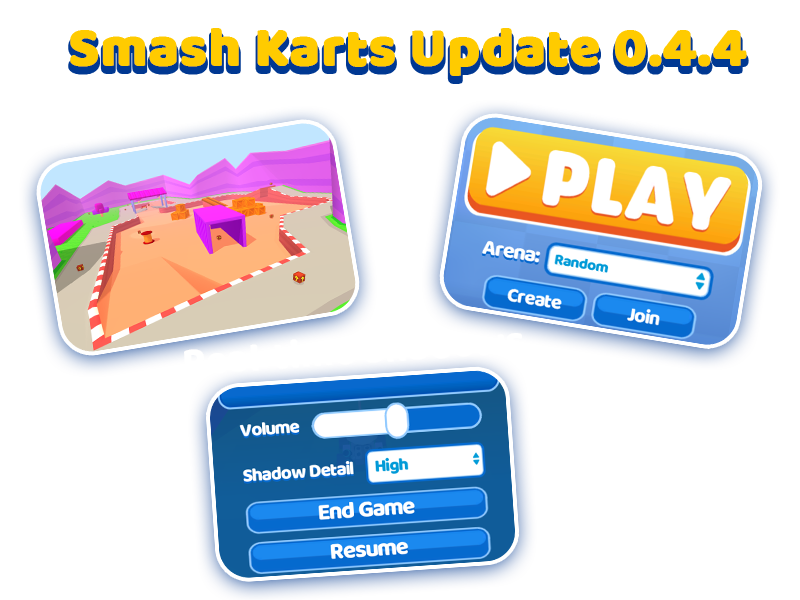 Smash Karts Update 0.4.4
PLAY
Arena: Random
Create Join
Volume
Shadow Detail High
End Game
Resume